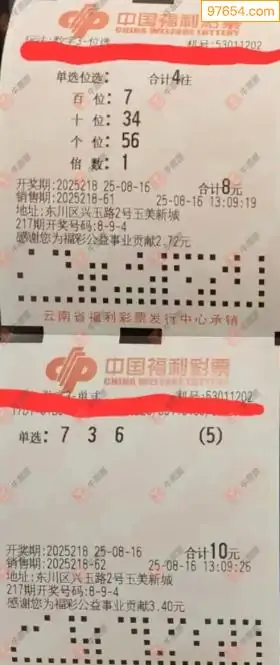 97654.com
中国福利彩票
CHINA WELFARE LOTTERY
机号:53011202
单选位选: 合计4注
百 位: 7
十 位: 34
个 位: 56
倍 数: 1
开奖期:2025218 25-08-16 合计8元
销售期:2025218-61 25-08-16 13:09:19
地址:东川区兴玉路2号玉美新城
217期开奖号码:8-9-4
感谢您为福彩公益事业贡献2.72元
云南省福利彩票发行中心承销
中国福利彩票
CHINA WELFARE LOTTERY
机号:53011202
单选: 7 3 6 (5)
开奖期:2025218 25-08-16 合计10元
销售期:2025218-62 25-08-16 13:09:26
地址:东川区兴玉路2号玉美新城
217期开奖号码:8-9-4
感谢您为福彩公益事业贡献3.40元